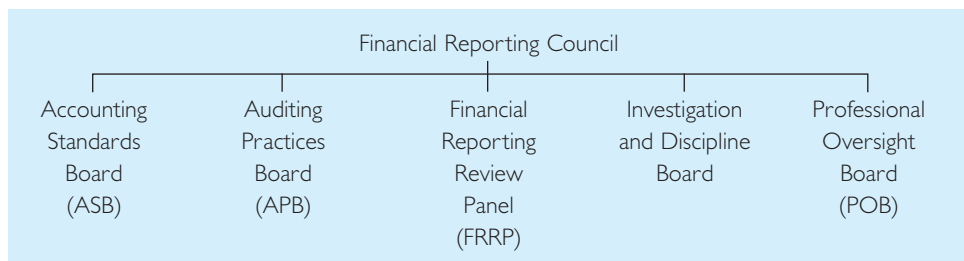 Financial Reporting Council
Accounting
Standards
Board
(ASB)
Auditing
Practices
Board
(APB)
Financial
Reporting
Review
Panel
(FRRP)
Investigation
and Discipline
Board
Professional
Oversight
Board
(POB)